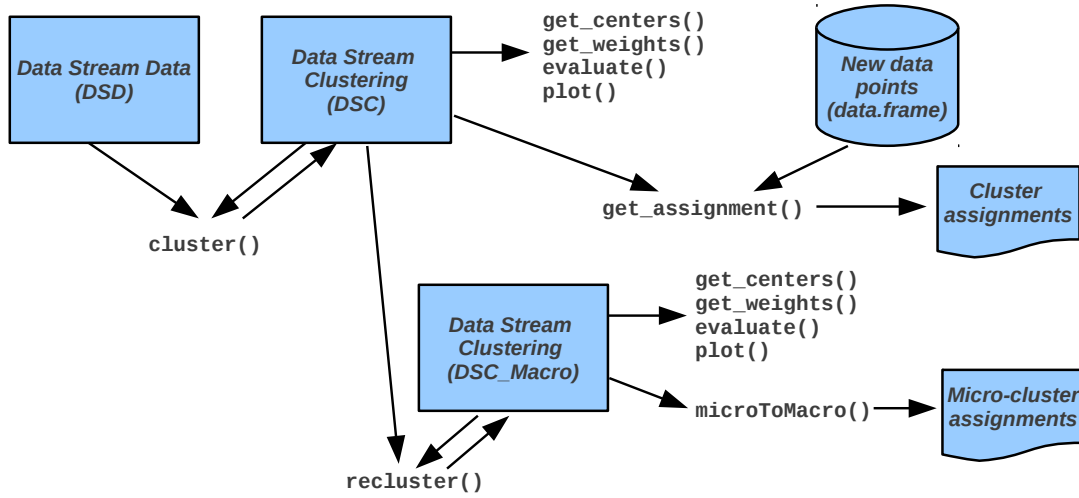 Data Stream Data
(DSD)
Data Stream
Clustering
(DSC)
get_centers()
get_weights()
evaluate()
plot()
New data
points
(data.frame)
cluster()
get_assignment()
Cluster
assignments
Data Stream
Clustering
(DSC_Macro)
get_centers()
get_weights()
evaluate()
plot()
microToMacro()
Micro-cluster
assignments
recluster()